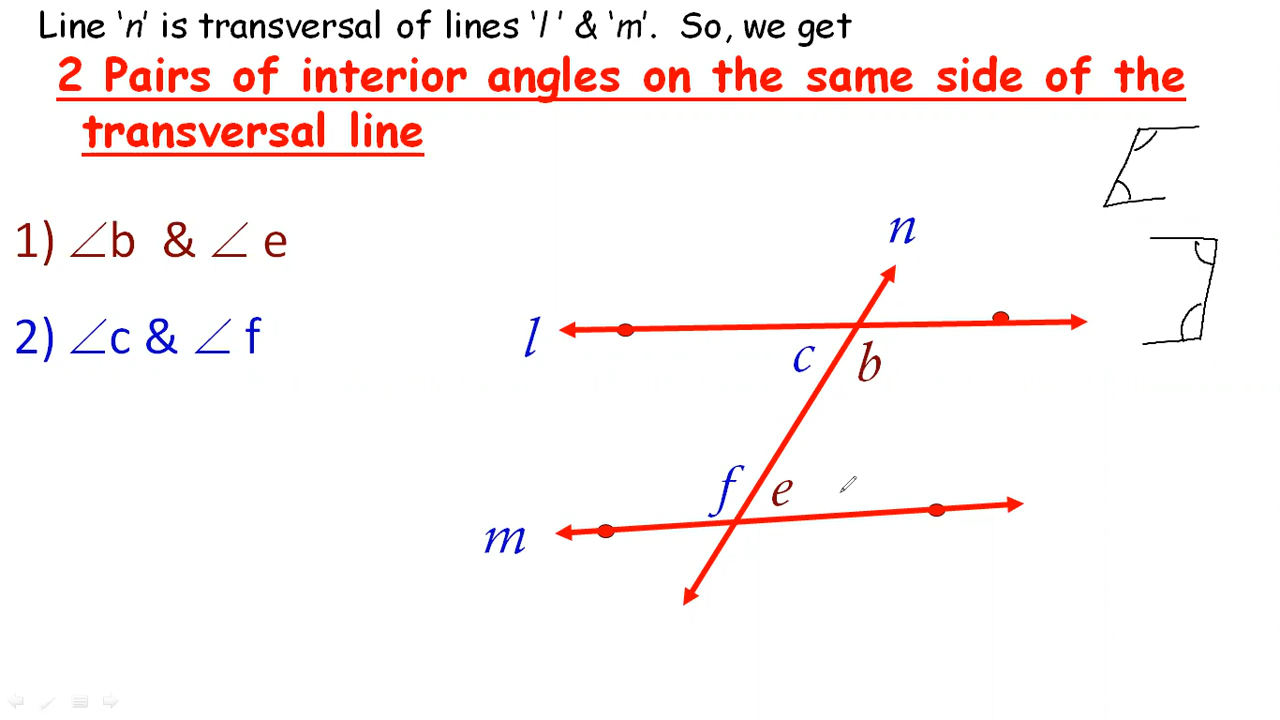 Line ‘n’ is transversal of lines ‘l ’ & ‘m’. So, we get
2 Pairs of interior angles on the same side of the
transversal line
1) ∠b & ∠ e
2) ∠c & ∠ f
n
l
c b
f e
m